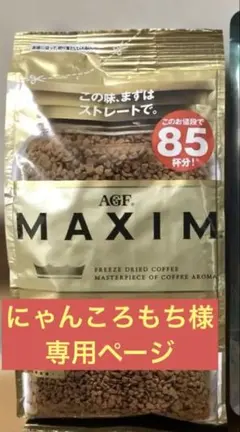 この味、まずは
ストレートで。
このお値段で
85
杯分!
AGF
MAXIM
FREEZE DRIED COFFEE
MASTERPIECE OF COFFEE AROMA
にゃんころもち様
専用ページ